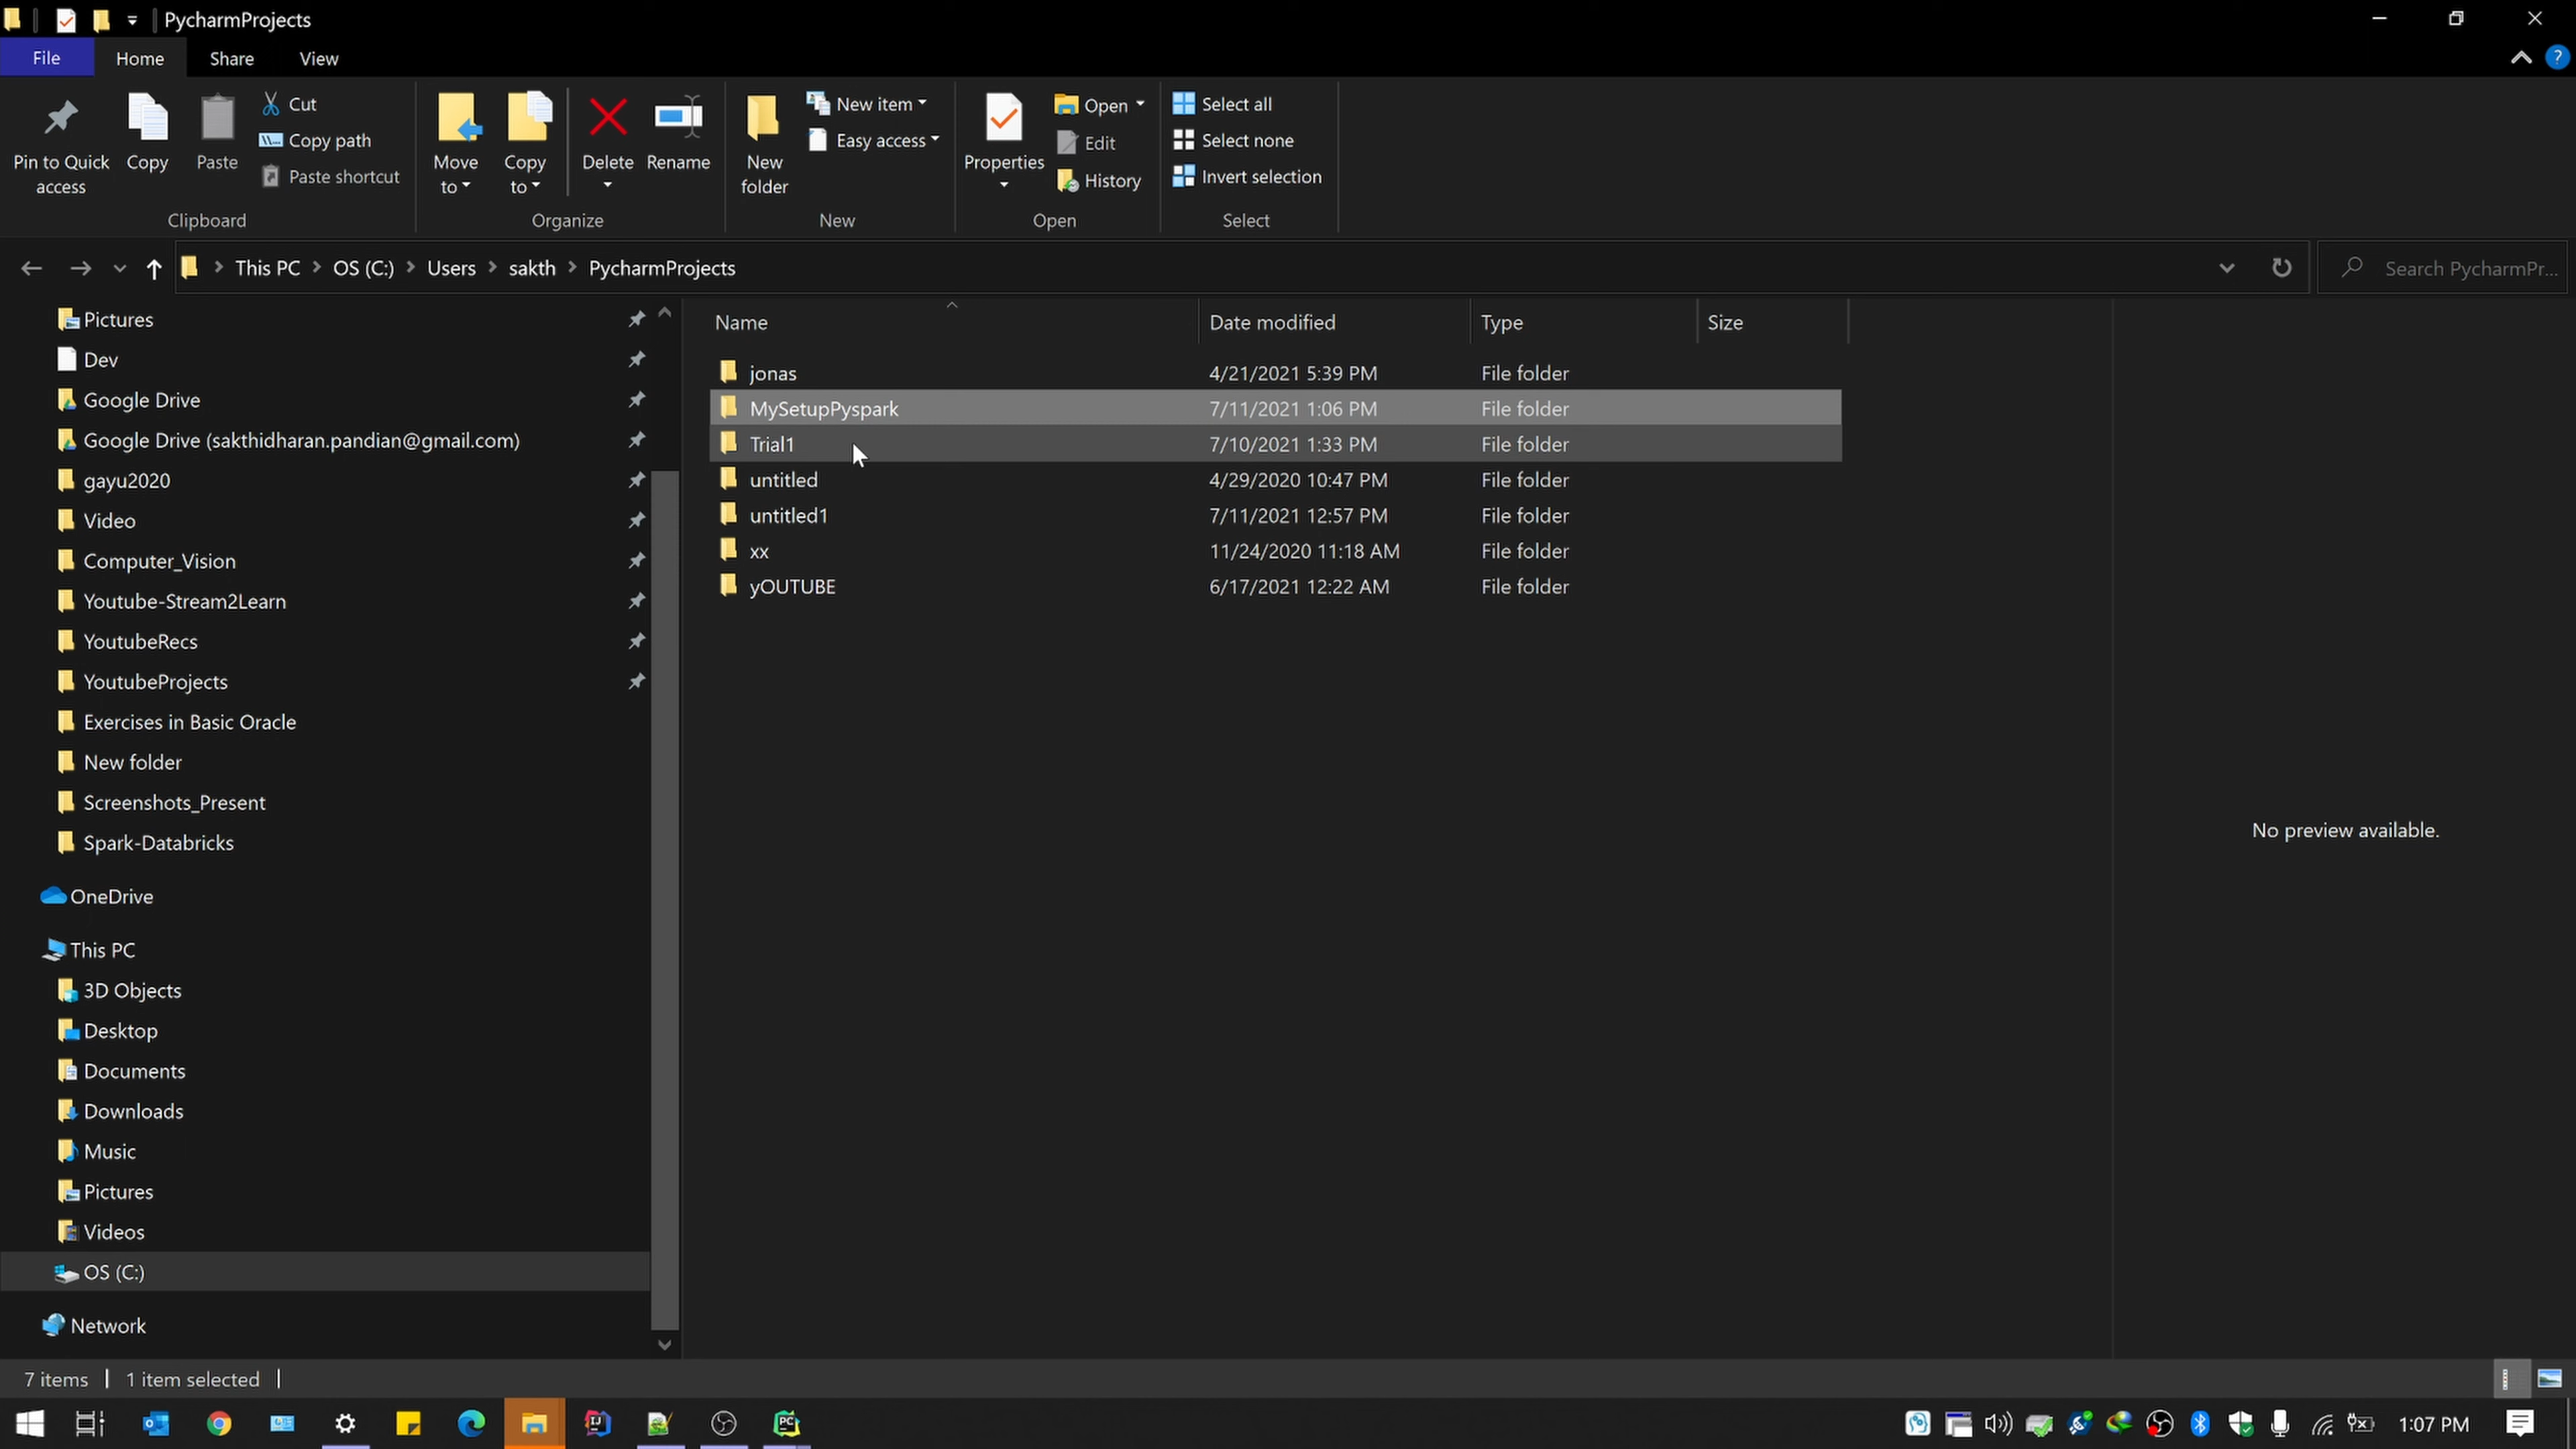 PycharmProjects
File Home Share View
Pin to Quick access
Copy
Paste
Cut
Copy path
Paste shortcut
Clipboard
Move to
Copy to
Delete
Rename
Organize
New folder
New item
Easy access
New
Properties
Open
Edit
History
Open
Select all
Select none
Invert selection
Select
This PC OS (C:) Users sakth PycharmProjects
Search PycharmPr...
Pictures
Dev
Google Drive
Google Drive (sakthidharan.pandian@gmail.com)
gayu2020
Video
Computer_Vision
Youtube-Stream2Learn
YoutubeRecs
YoutubeProjects
Exercises in Basic Oracle
New folder
Screenshots_Present
Spark-Databricks
OneDrive
This PC
3D Objects
Desktop
Documents
Downloads
Music
Pictures
Videos
OS (C:)
Network
Name Date modified Type Size
jonas 4/21/2021 5:39 PM File folder
MySetupPyspark 7/11/2021 1:06 PM File folder
Trial1 7/10/2021 1:33 PM File folder
untitled 4/29/2020 10:47 PM File folder
untitled1 7/11/2021 12:57 PM File folder
xx 11/24/2020 11:18 AM File folder
yOUTUBE 6/17/2021 12:22 AM File folder
No preview available.
7 items 1 item selected
1:07 PM